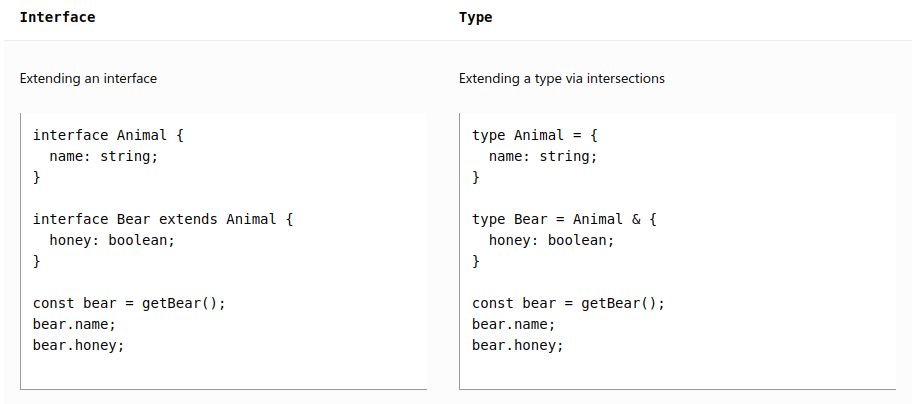 Interface
Type
Extending an interface
Extending a type via intersections
interface Animal {
  name: string;
}

interface Bear extends Animal {
  honey: boolean;
}

const bear = getBear();
bear.name;
bear.honey;
type Animal = {
  name: string;
}

type Bear = Animal & {
  honey: boolean;
}

const bear = getBear();
bear.name;
bear.honey;